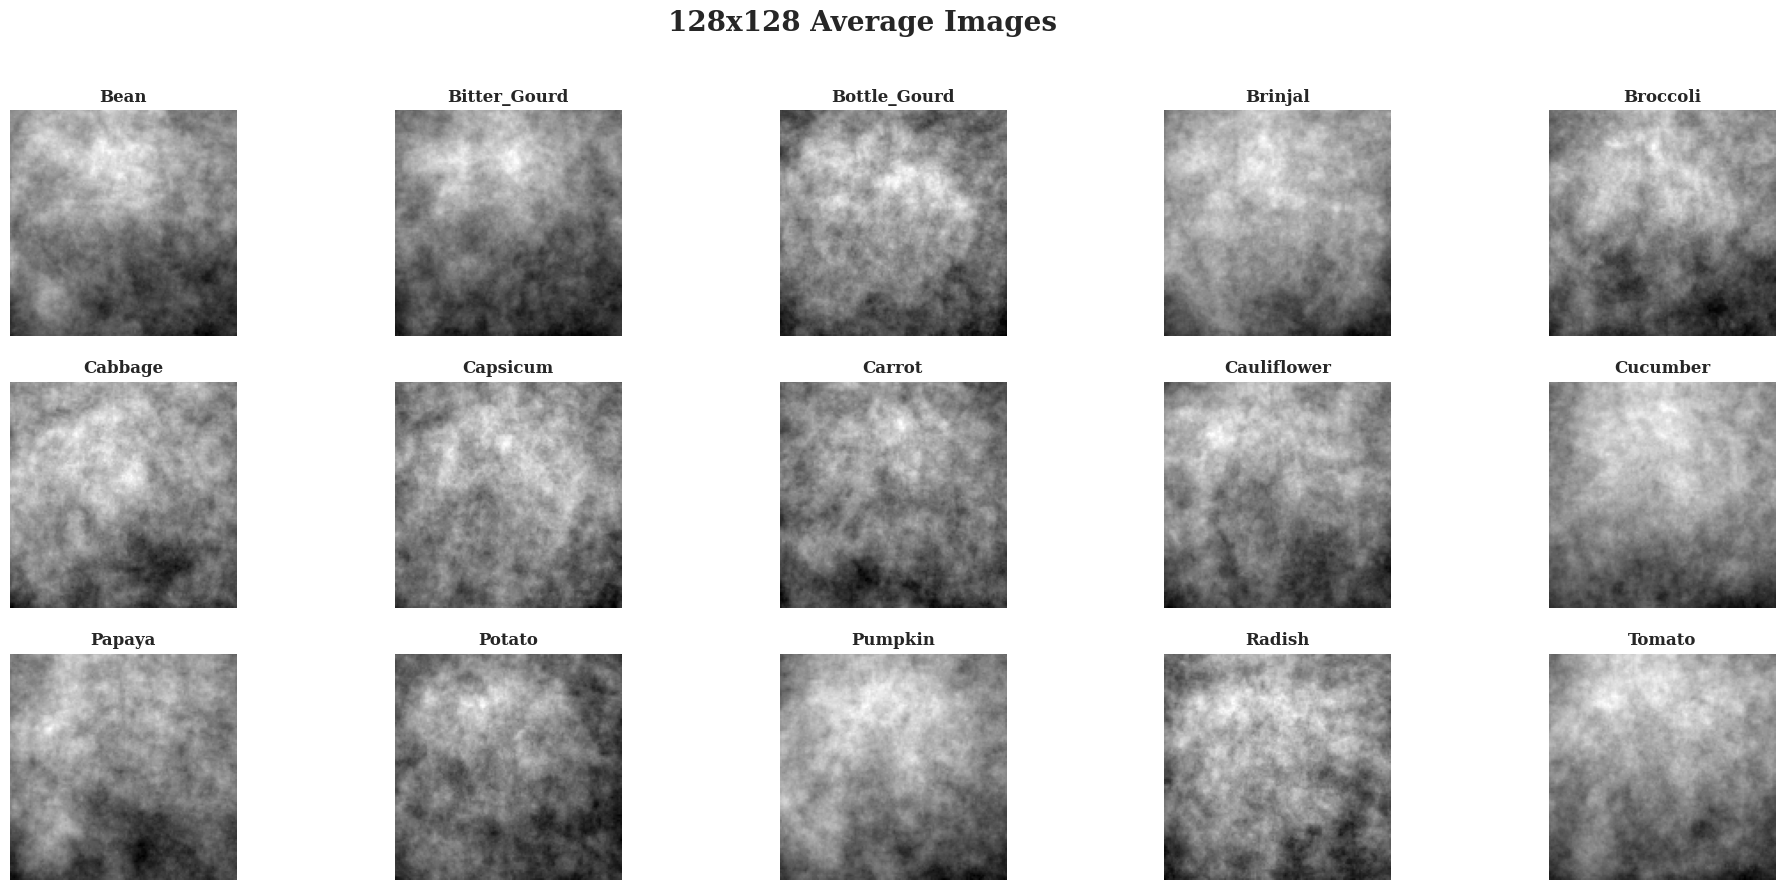 128x128 Average Images
Bean
Bitter_Gourd
Bottle_Gourd
Brinjal
Broccoli
Cabbage
Capsicum
Carrot
Cauliflower
Cucumber
Papaya
Potato
Pumpkin
Radish
Tomato